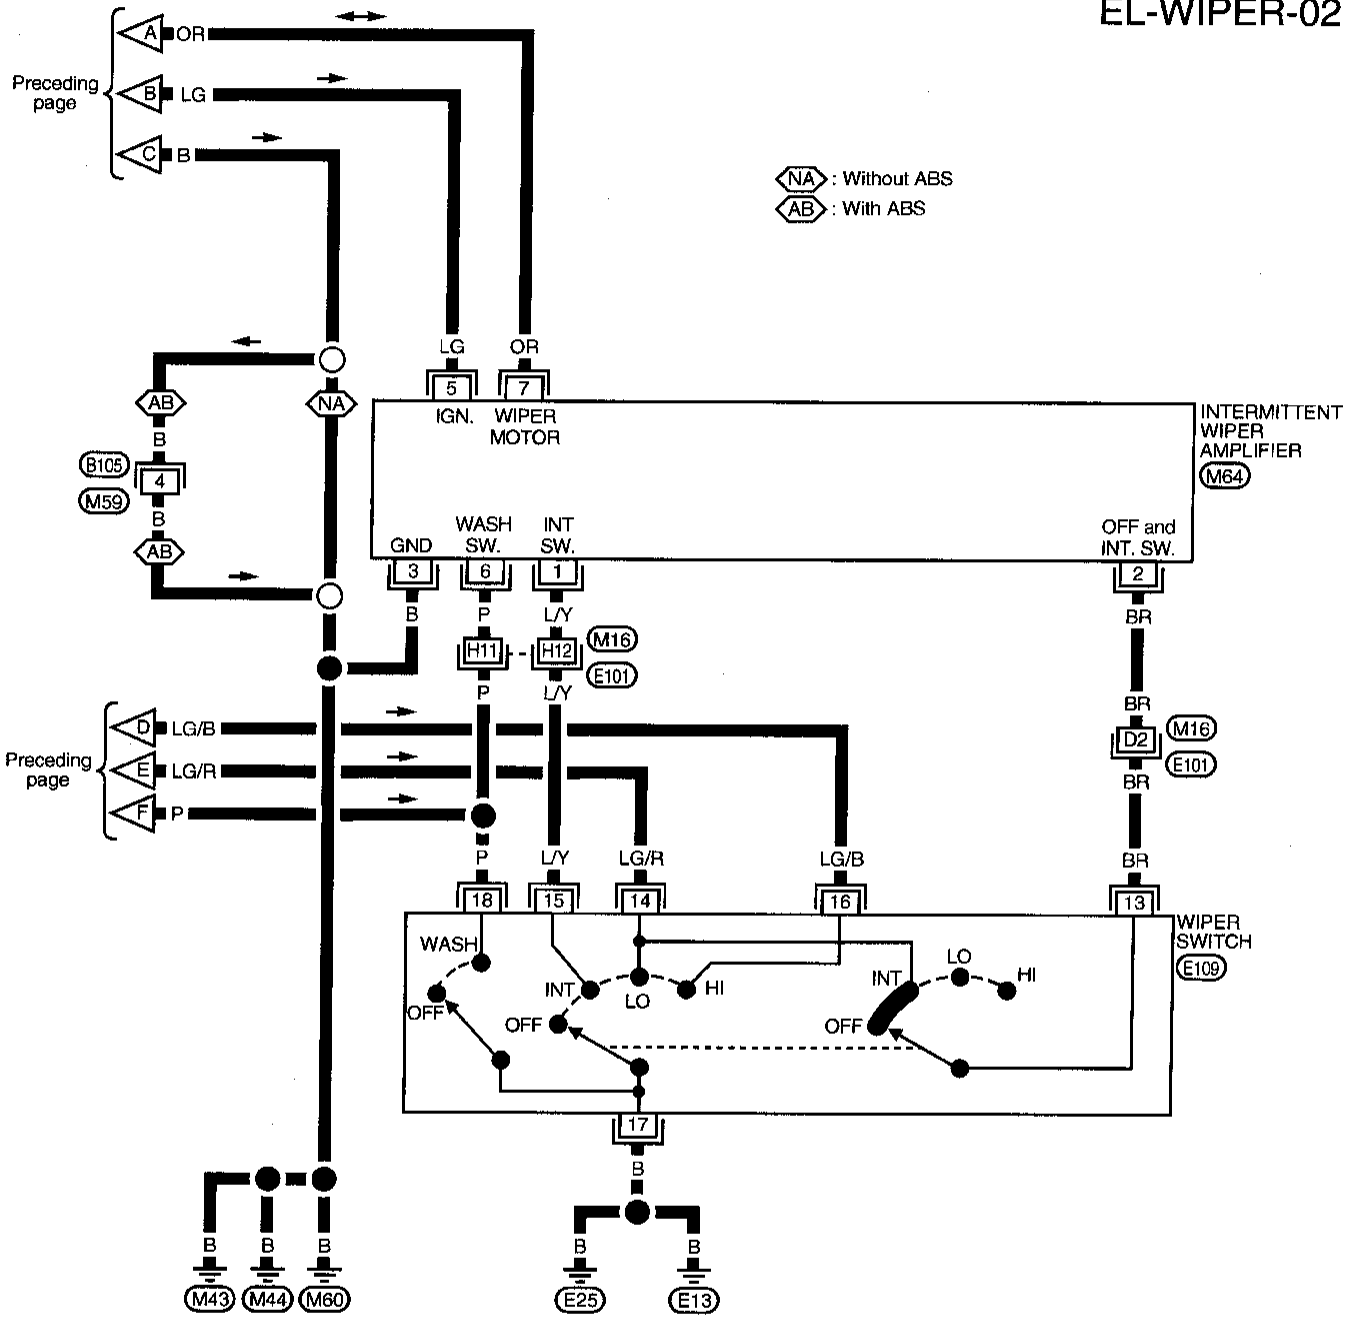 EL-WIPER-02
A OR
Preceding
page
B LG
C B
NA : Without ABS
AB : With ABS
LG OR
5 7
IGN. WIPER
MOTOR
INTERMITTENT
WIPER
AMPLIFIER
M64
AB NA
B
B105
4
M59
B
AB
WASH INT OFF and
GND SW. SW. INT. SW.
3 6 1 2
B P L/Y BR
H11 H12 M16
E101
P L/Y BR
Preceding
page
D LG/B
E LG/R
F P
D2 M16
E101
BR
P L/Y LG/R LG/B BR
18 15 14 16 13
WIPER
SWITCH
E109
WASH
OFF
INT LO HI
OFF
INT LO HI
OFF
17
B
B B B B B
M43 M44 M60 E25 E13